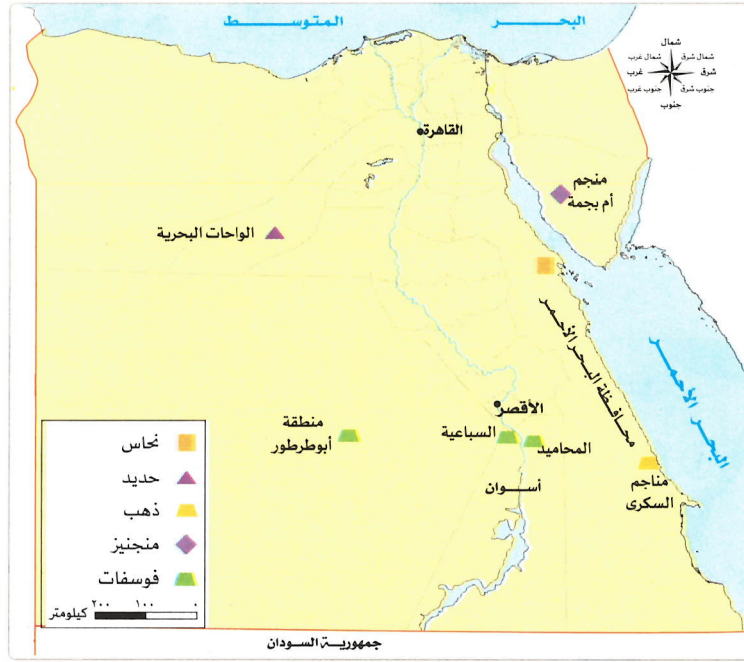 البحر المتوسط
شمال
شمال شرق
شمال غرب
شرق
غرب
جنوب شرق
جنوب غرب
جنوب
القاهرة
منجم
أم بجمة
الواحات البحرية
محافظة البحر الأحمر
البحر الأحمر
الأقصر
السباعية
المحاميد
منطقة
أبوطرطور
أسوان
مناجم
السكرى
نحاس
حديد
ذهب
منجنيز
فوسفات
٢٠٠ ١٠٠ ٠
كيلومتر
جمهورية السودان